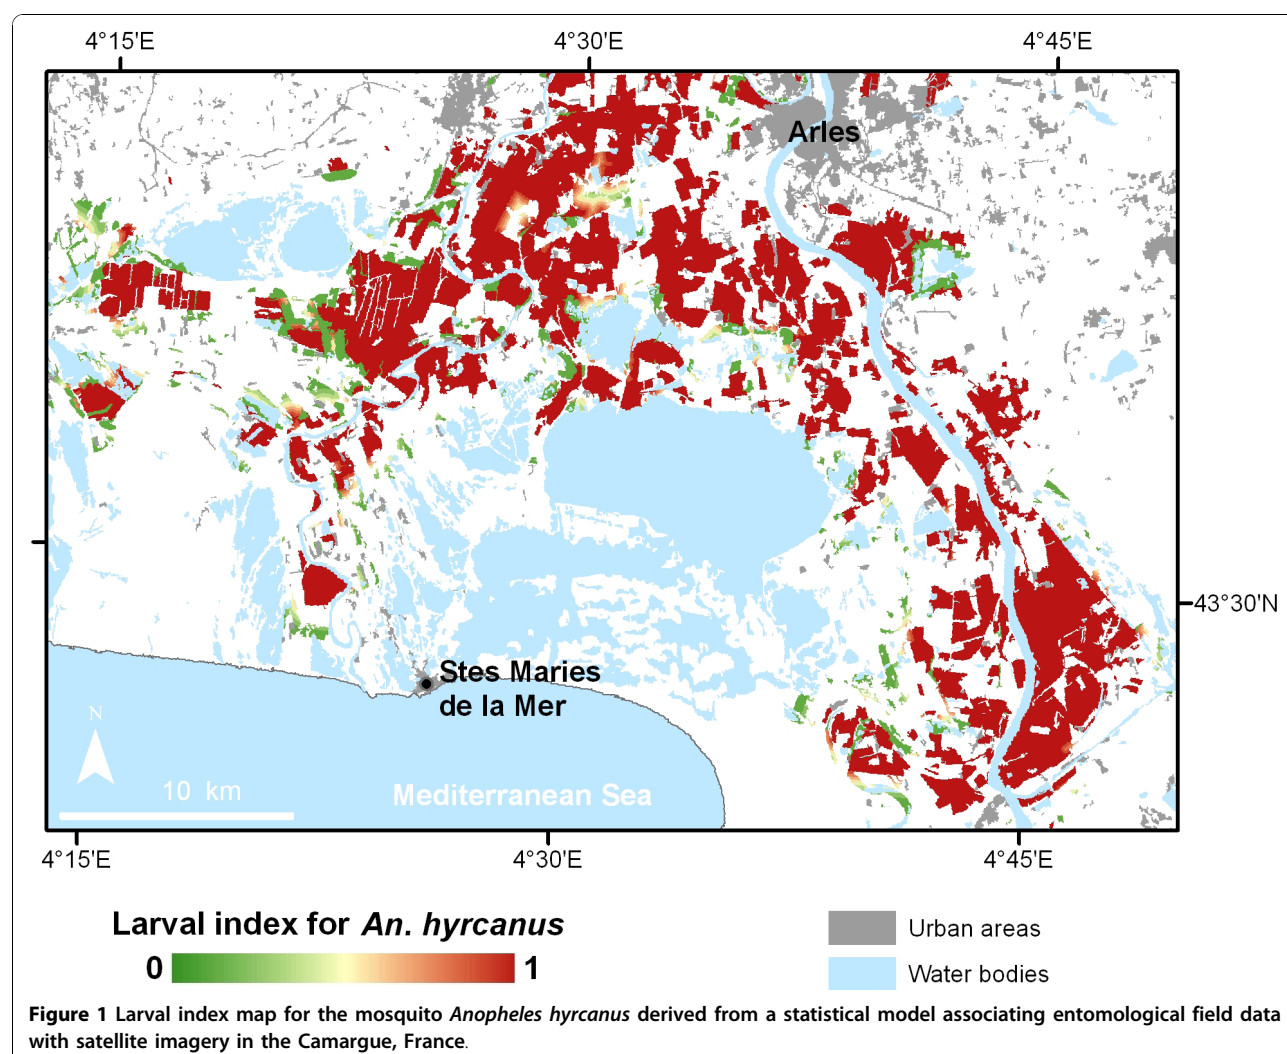 4°15'E 4°30'E 4°45'E
Arles
43°30'N
Stes Maries
de la Mer
N
10 km
Mediterranean Sea
4°15'E 4°30'E 4°45'E
Larval index for An. hyrcanus
0 1
Urban areas
Water bodies
Figure 1 Larval index map for the mosquito Anopheles hyrcanus derived from a statistical model associating entomological field data
with satellite imagery in the Camargue, France.